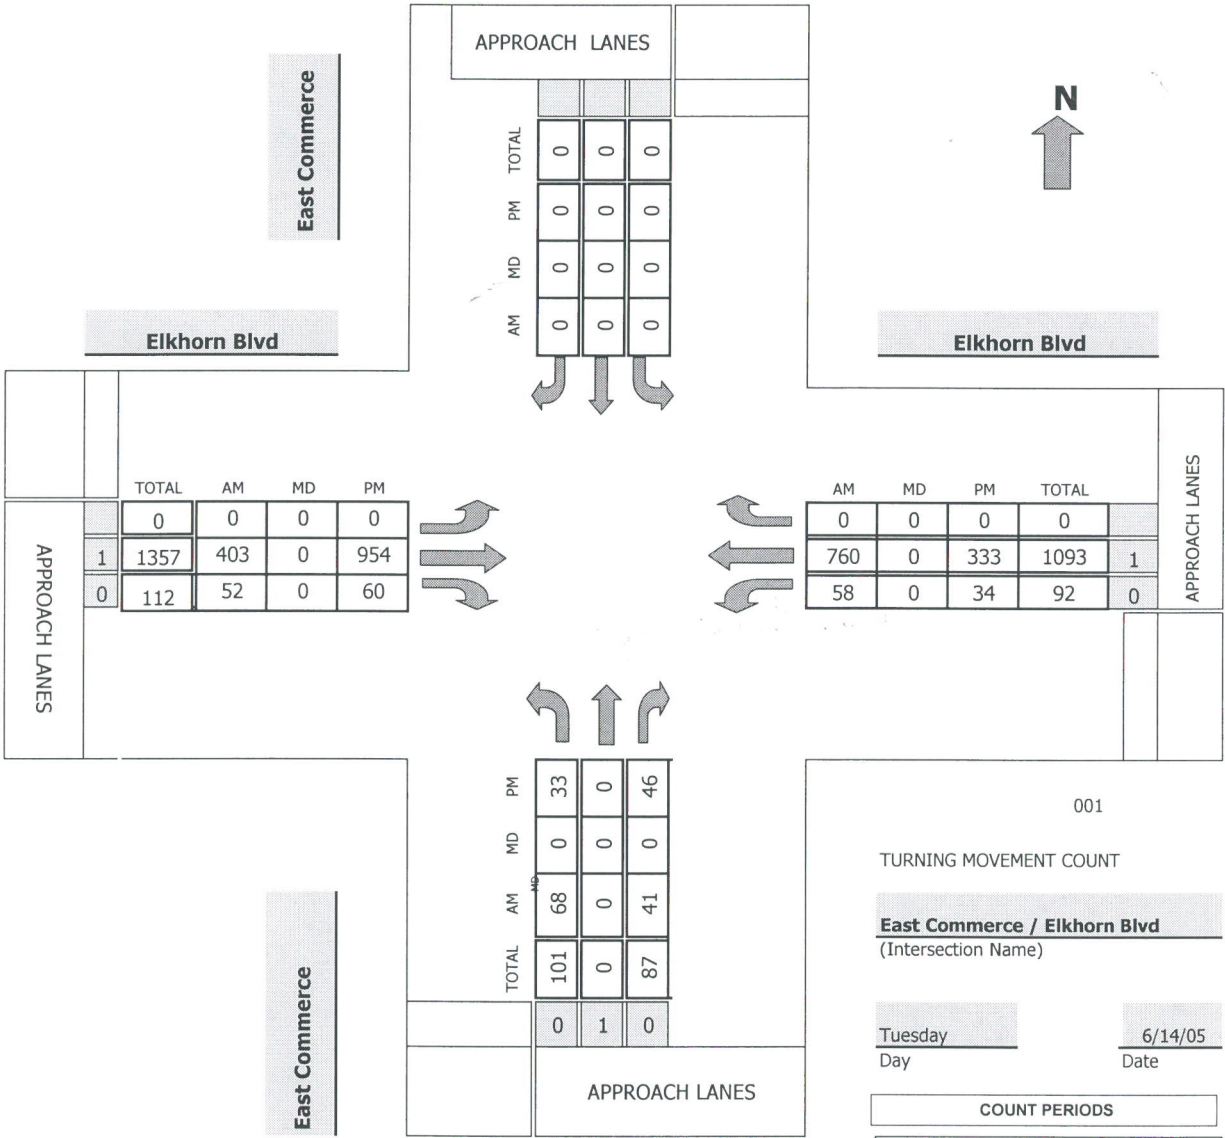 APPROACH LANES
East Commerce
N
TOTAL 0 0 0
PM 0 0 0
MD 0 0 0
AM 0 0 0
Elkhorn Blvd
Elkhorn Blvd
TOTAL AM MD PM
0 0 0 0
1 1357 403 0 954
0 112 52 0 60
APPROACH LANES
AM MD PM TOTAL
0 0 0 0
760 0 333 1093 1
58 0 34 92 0
APPROACH LANES
PM 33 0 46
MD 0 0 0
AM MD 68 0 41
TOTAL 101 0 87
0 1 0
APPROACH LANES
East Commerce
001
TURNING MOVEMENT COUNT
East Commerce / Elkhorn Blvd
(Intersection Name)
Tuesday 6/14/05
Day Date
COUNT PERIODS